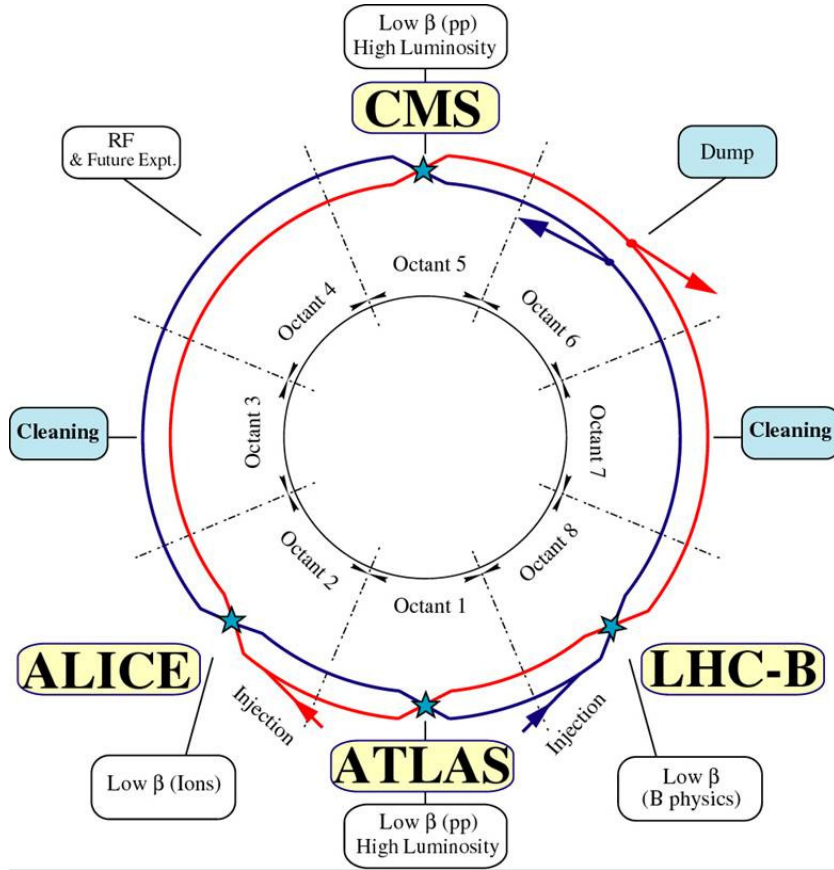 Low β (pp)
High Luminosity
CMS
RF
& Future Expt.
Dump
Octant 5
Octant 4
Octant 6
Cleaning
Octant 3
Octant 7
Cleaning
Octant 2
Octant 8
Octant 1
ALICE
LHC-B
Injection
Injection
ATLAS
Low β (Ions)
Low β
(B physics)
Low β (pp)
High Luminosity